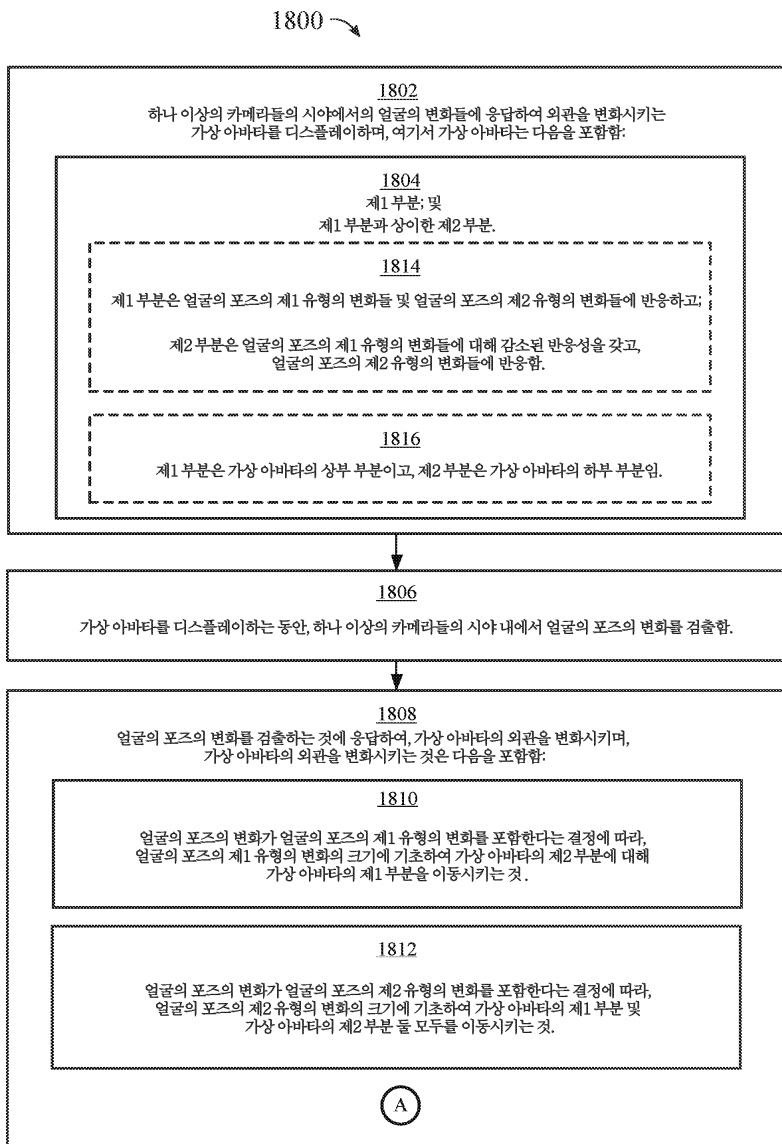 1800
1802
하나 이상의 카메라들의 시야에서의 얼굴의 변화들에 응답하여 외관을 변화시키는
가상 아바타를 디스플레이하며, 여기서 가상 아바타는 다음을 포함함:
1804
제1 부분; 및
제1 부분과 상이한 제2 부분.
1814
제1 부분은 얼굴의 포즈의 제1 유형의 변화들 및 얼굴의 포즈의 제2 유형의 변화들에 반응하고;
제2 부분은 얼굴의 포즈의 제1 유형의 변화들에 대해 감소된 반응성을 갖고,
얼굴의 포즈의 제2 유형의 변화들에 반응함.
1816
제1 부분은 가상 아바타의 상부 부분이고, 제2 부분은 가상 아바타의 하부 부분임.
1806
가상 아바타를 디스플레이하는 동안, 하나 이상의 카메라들의 시야 내에서 얼굴의 포즈의 변화를 검출함.
1808
얼굴의 포즈의 변화를 검출하는 것에 응답하여, 가상 아바타의 외관을 변화시키며,
가상 아바타의 외관을 변화시키는 것은 다음을 포함함:
1810
얼굴의 포즈의 변화가 얼굴의 포즈의 제1 유형의 변화를 포함한다는 결정에 따라,
얼굴의 포즈의 제1 유형의 변화의 크기에 기초하여 가상 아바타의 제2 부분에 대해
가상 아바타의 제1 부분을 이동시키는 것.
1812
얼굴의 포즈의 변화가 얼굴의 포즈의 제2 유형의 변화를 포함한다는 결정에 따라,
얼굴의 포즈의 제2 유형의 변화의 크기에 기초하여 가상 아바타의 제1 부분 및
가상 아바타의 제2 부분 둘 모두를 이동시키는 것.
A